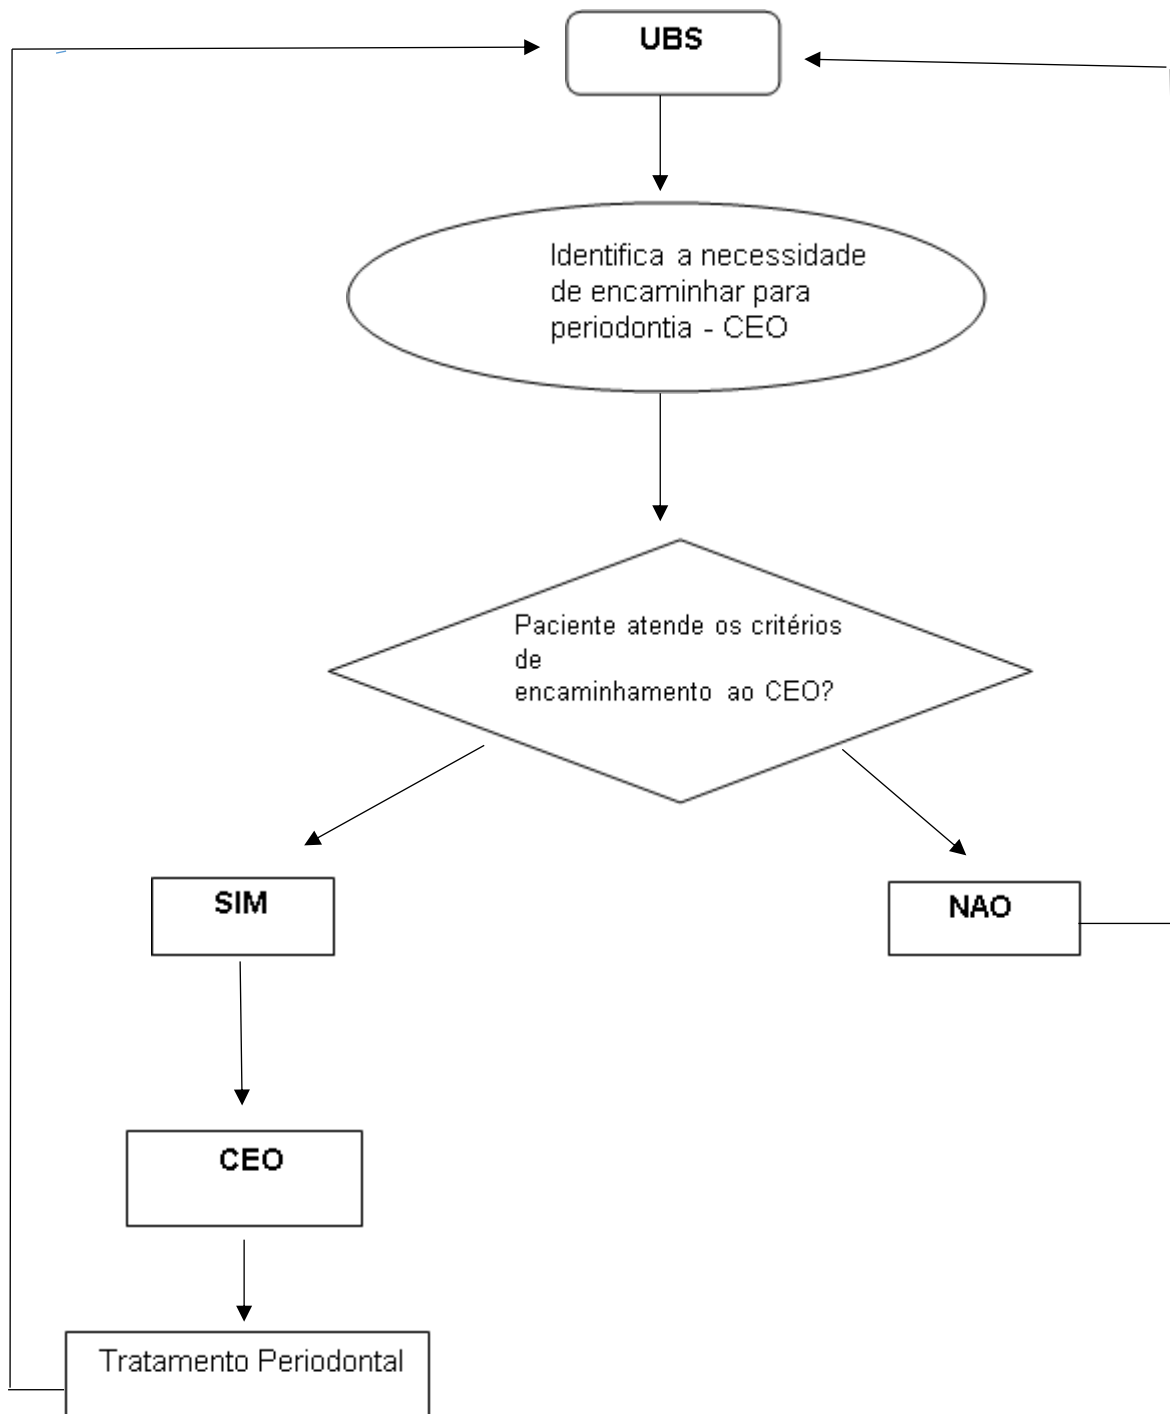 UBS
Identifica a necessidade
de encaminhar para
periodontia - CEO
Paciente atende os critérios
de
encaminhamento ao CEO?
SIM
NAO
CEO
Tratamento Periodontal